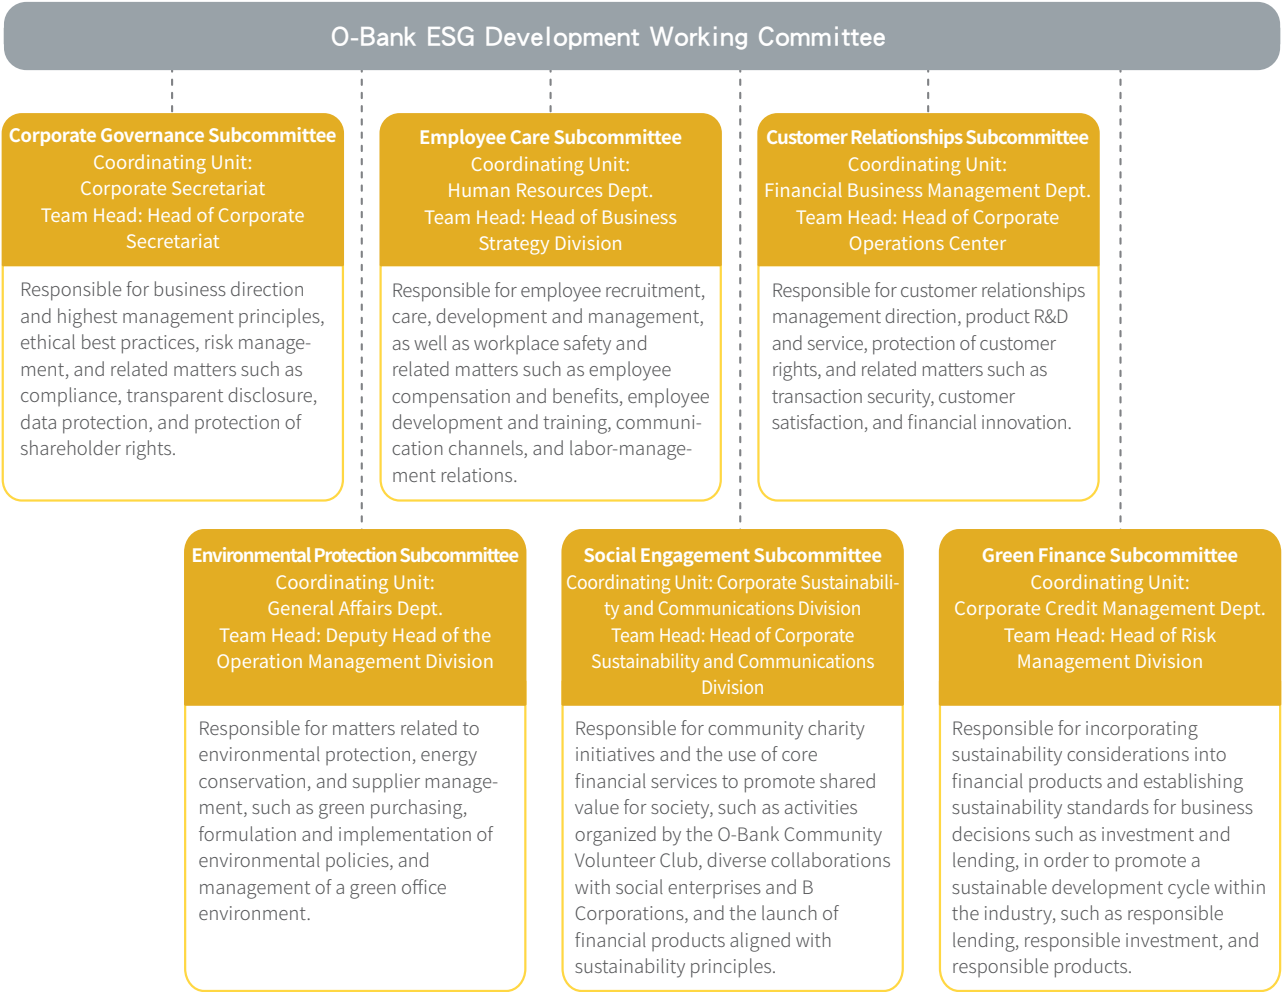 O-Bank ESG Development Working Committee
Corporate Governance Subcommittee
Coordinating Unit:
Corporate Secretariat
Team Head: Head of Corporate
Secretariat
Responsible for business direction
and highest management principles,
ethical best practices, risk manage-
ment, and related matters such as
compliance, transparent disclosure,
data protection, and protection of
shareholder rights.
Employee Care Subcommittee
Coordinating Unit:
Human Resources Dept.
Team Head: Head of Business
Strategy Division
Responsible for employee recruitment,
care, development and management,
as well as workplace safety and
related matters such as employee
compensation and benefits, employee
development and training, communi-
cation channels, and labor-manage-
ment relations.
Customer Relationships Subcommittee
Coordinating Unit:
Financial Business Management Dept.
Team Head: Head of Corporate
Operations Center
Responsible for customer relationships
management direction, product R&D
and service, protection of customer
rights, and related matters such as
transaction security, customer
satisfaction, and financial innovation.
Environmental Protection Subcommittee
Coordinating Unit:
General Affairs Dept.
Team Head: Deputy Head of the
Operation Management Division
Responsible for matters related to
environmental protection, energy
conservation, and supplier manage-
ment, such as green purchasing,
formulation and implementation of
environmental policies, and
management of a green office
environment.
Social Engagement Subcommittee
Coordinating Unit: Corporate Sustainabili-
ty and Communications Division
Team Head: Head of Corporate
Sustainability and Communications
Division
Responsible for community charity
initiatives and the use of core
financial services to promote shared
value for society, such as activities
organized by the O-Bank Community
Volunteer Club, diverse collaborations
with social enterprises and B
Corporations, and the launch of
financial products aligned with
sustainability principles.
Green Finance Subcommittee
Coordinating Unit:
Corporate Credit Management Dept.
Team Head: Head of Risk
Management Division
Responsible for incorporating
sustainability considerations into
financial products and establishing
sustainability standards for business
decisions such as investment and
lending, in order to promote a
sustainable development cycle within
the industry, such as responsible
lending, responsible investment, and
responsible products.